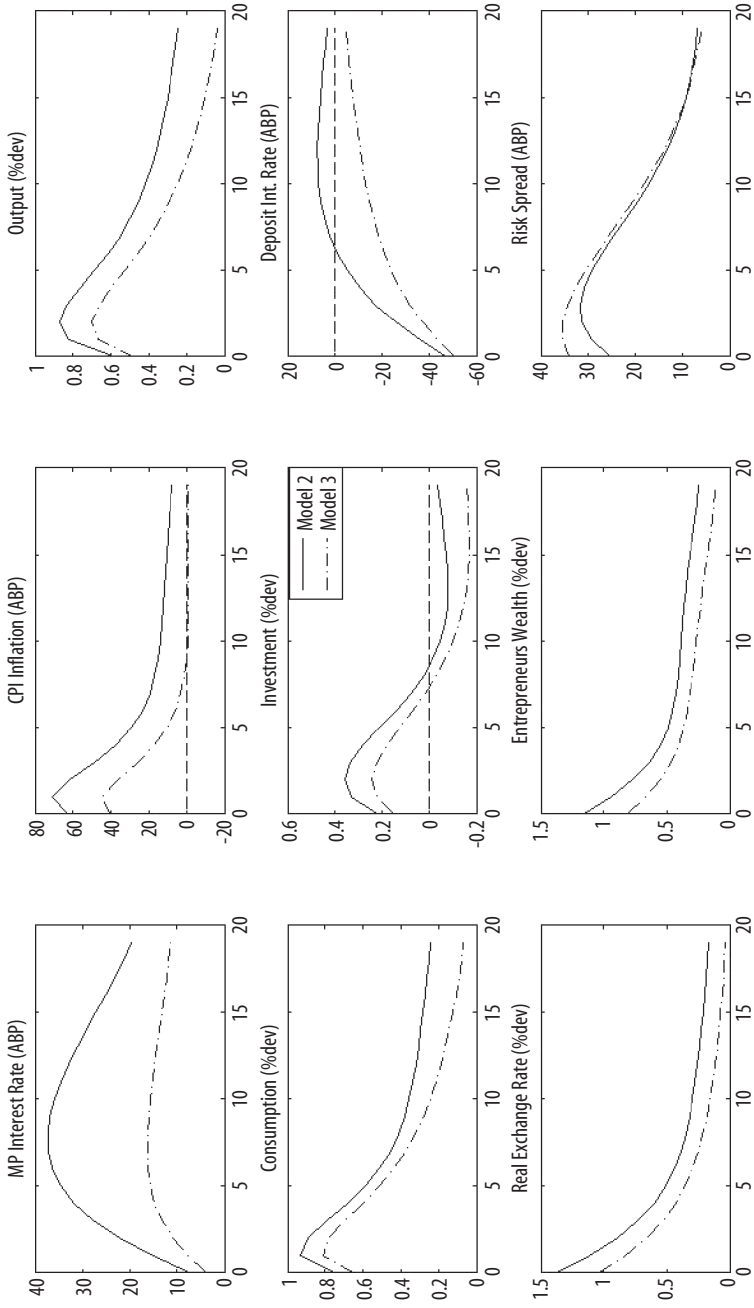 MP Interest Rate (ABP)
40
30
20
10
0
0 5 10 15 20
CPI Inflation (ABP)
80
60
40
20
0
-20
0 5 10 15 20
Output (%dev)
1
0.8
0.6
0.4
0.2
0
0 5 10 15 20
Consumption (%dev)
1
0.8
0.6
0.4
0.2
0
0 5 10 15 20
Investment (%dev)
0.6
0.4
0.2
0
-0.2
0 5 10 15 20
Model 2
Model 3
Deposit Int. Rate (ABP)
20
0
-20
-40
-60
0 5 10 15 20
Real Exchange Rate (%dev)
1.5
1
0.5
0
0 5 10 15 20
Entrepreneurs Wealth (%dev)
1.5
1
0.5
0
0 5 10 15 20
Risk Spread (ABP)
40
30
20
10
0
0 5 10 15 20